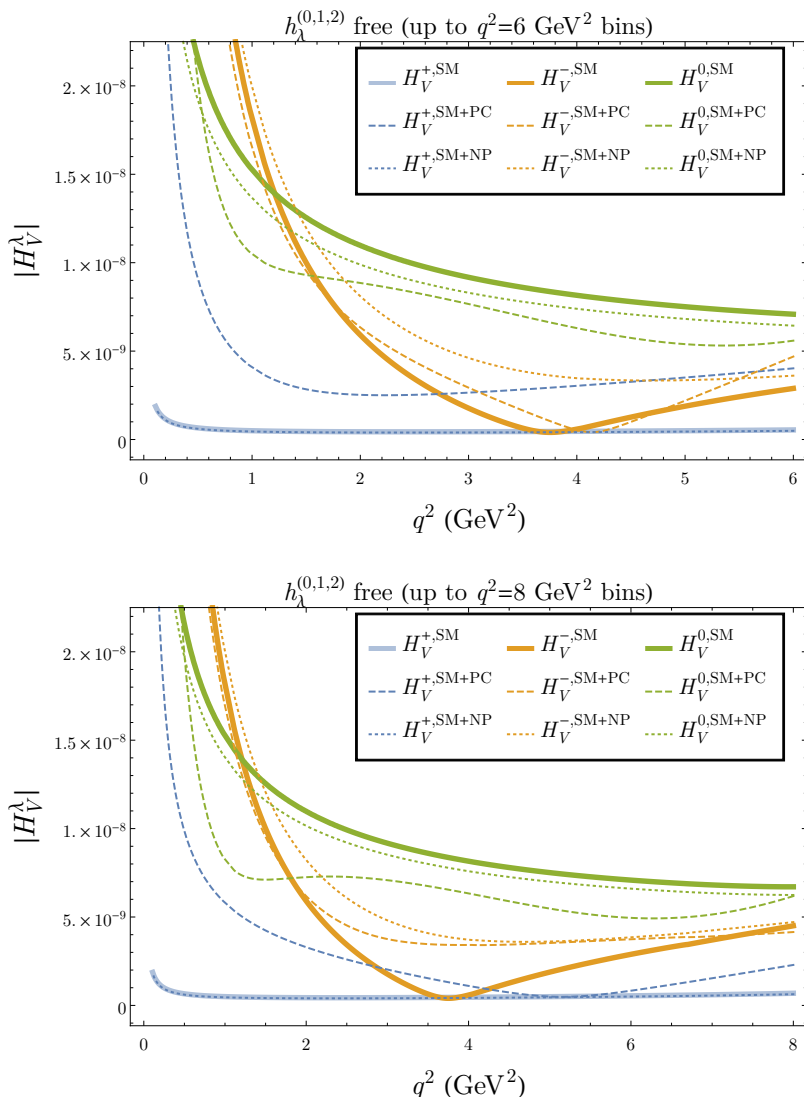 h_λ^(0,1,2) free (up to q²=6 GeV² bins)
H_V^{+,SM} H_V^{−,SM} H_V^{0,SM}
H_V^{+,SM+PC} H_V^{−,SM+PC} H_V^{0,SM+PC}
H_V^{+,SM+NP} H_V^{−,SM+NP} H_V^{0,SM+NP}
|H_V^λ|
2.×10⁻⁸
1.5×10⁻⁸
1.×10⁻⁸
5.×10⁻⁹
0
0 1 2 3 4 5 6
q² (GeV²)
h_λ^(0,1,2) free (up to q²=8 GeV² bins)
H_V^{+,SM} H_V^{−,SM} H_V^{0,SM}
H_V^{+,SM+PC} H_V^{−,SM+PC} H_V^{0,SM+PC}
H_V^{+,SM+NP} H_V^{−,SM+NP} H_V^{0,SM+NP}
|H_V^λ|
2.×10⁻⁸
1.5×10⁻⁸
1.×10⁻⁸
5.×10⁻⁹
0
0 2 4 6 8
q² (GeV²)